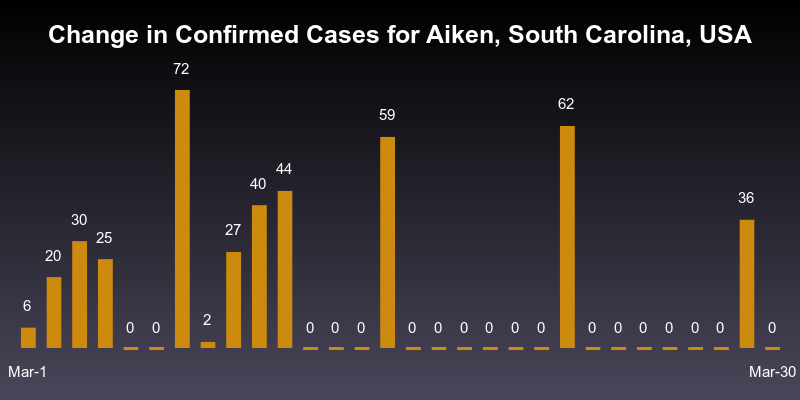 Change in Confirmed Cases for Aiken, South Carolina, USA
6 20 30 25 0 0 72 2 27 40 44 0 0 0 59 0 0 0 0 0 0 62 0 0 0 0 0 0 36 0
Mar-1 Mar-30